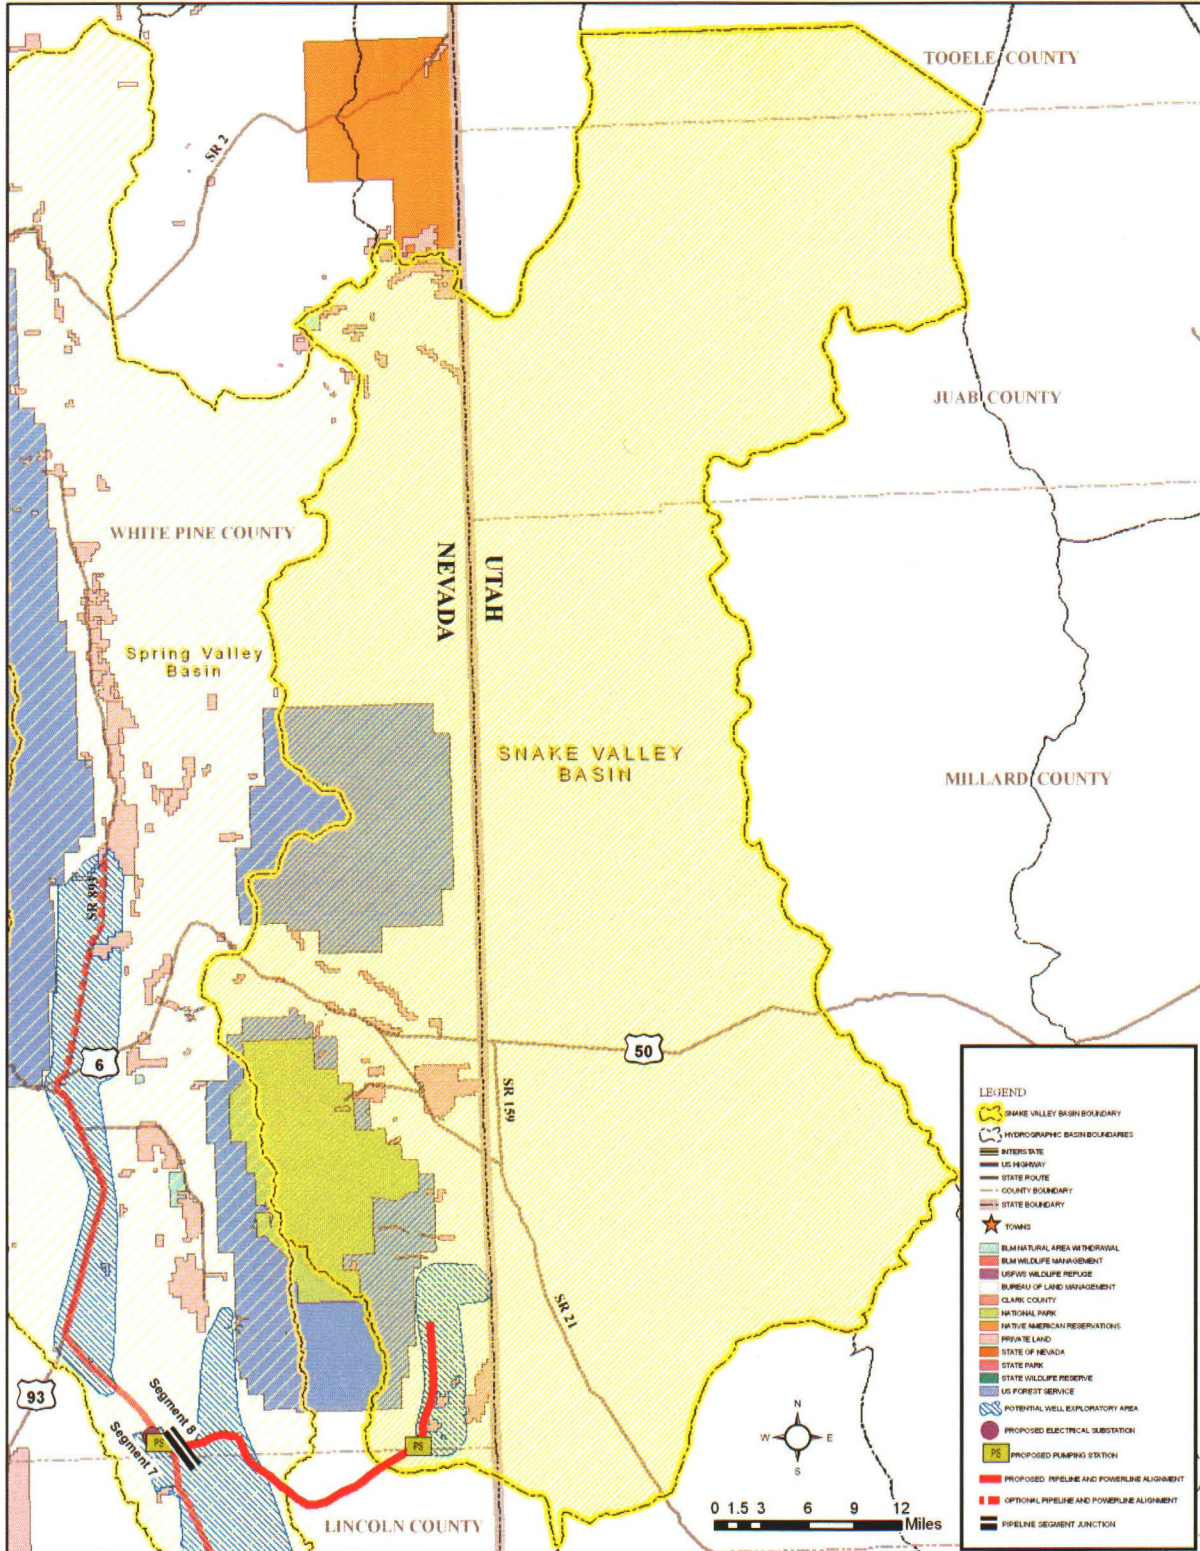 TOOELE COUNTY
SR 2
JUAB COUNTY
WHITE PINE COUNTY
NEVADA
UTAH
Spring Valley
Basin
SNAKE VALLEY
BASIN
MILLARD COUNTY
SR 893
6
50
SR 159
SR 21
93
Segment 8
Segment 7
PS
PS
LINCOLN COUNTY
N
W
E
S
0 1.5 3 6 9 12
Miles
LEGEND
SNAKE VALLEY BASIN BOUNDARY
HYDROGRAPHIC BASIN BOUNDARIES
INTERSTATE
US HIGHWAY
STATE ROUTE
COUNTY BOUNDARY
STATE BOUNDARY
TOWNS
BLM NATURAL AREA WITHDRAWAL
BLM WILDLIFE MANAGEMENT
USFWS WILDLIFE REFUGE
BUREAU OF LAND MANAGEMENT
CLARK COUNTY
NATIONAL PARK
NATIVE AMERICAN RESERVATIONS
PRIVATE LAND
STATE OF NEVADA
STATE PARK
STATE WILDLIFE RESERVE
US FOREST SERVICE
POTENTIAL WELL EXPLORATORY AREA
PROPOSED ELECTRICAL SUBSTATION
PS
PROPOSED PUMPING STATION
PROPOSED PIPELINE AND POWERLINE ALIGNMENT
OPTIONAL PIPELINE AND POWERLINE ALIGNMENT
PIPELINE SEGMENT JUNCTION